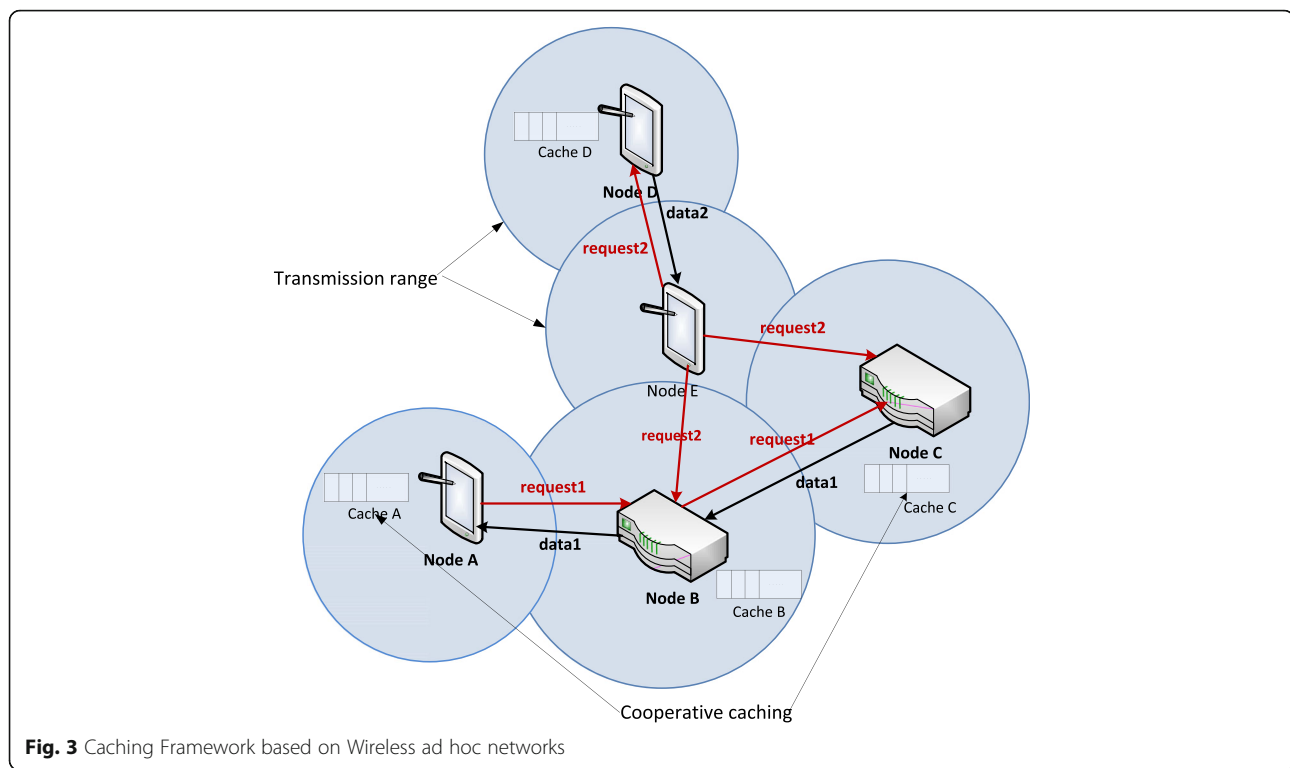 Cache D
Node D
data2
request2
Transmission range
request2
Node E
request2
request1
Node C
data1
Cache C
Cache A
request1
Node A
data1
Node B
Cache B
Cooperative caching
Fig. 3 Caching Framework based on Wireless ad hoc networks